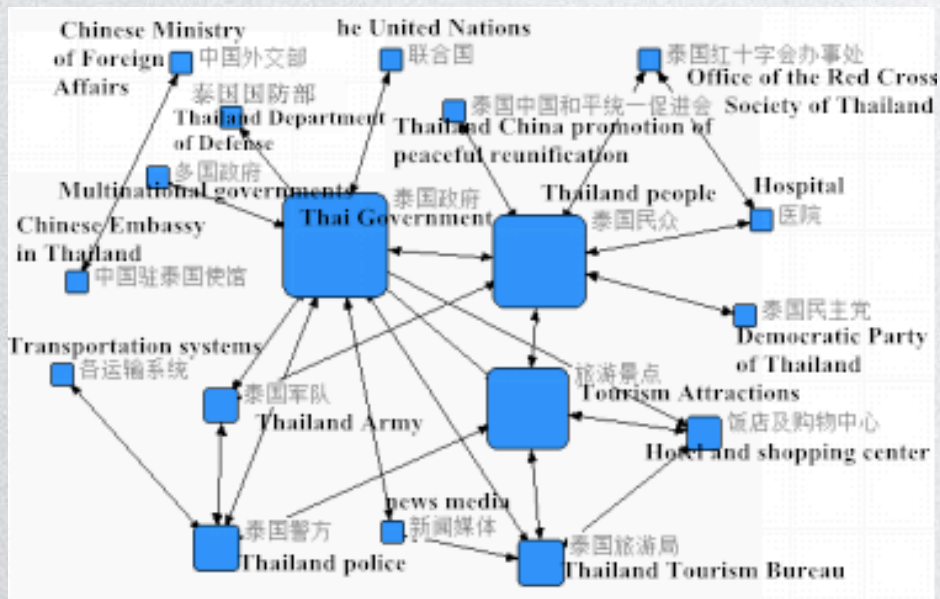 Chinese Ministry
of Foreign
Affairs
中国外交部
he United Nations
联合国
泰国红十字会办事处
Office of the Red Cross
Society of Thailand
泰国国防部
Thailand Department
of Defense
泰国中国和平统一促进会
Thailand China promotion of
peaceful reunification
多国政府
Multinational governments
泰国政府
Thai Government
Thailand people
泰国民众
Hospital
医院
Chinese Embassy
in Thailand
中国驻泰国使馆
泰国民主党
Democratic Party
of Thailand
Transportation systems
各运输系统
泰国军队
Thailand Army
旅游景点
Tourism Attractions
饭店及购物中心
Hotel and shopping center
news media
新闻媒体
泰国警方
Thailand police
泰国旅游局
Thailand Tourism Bureau